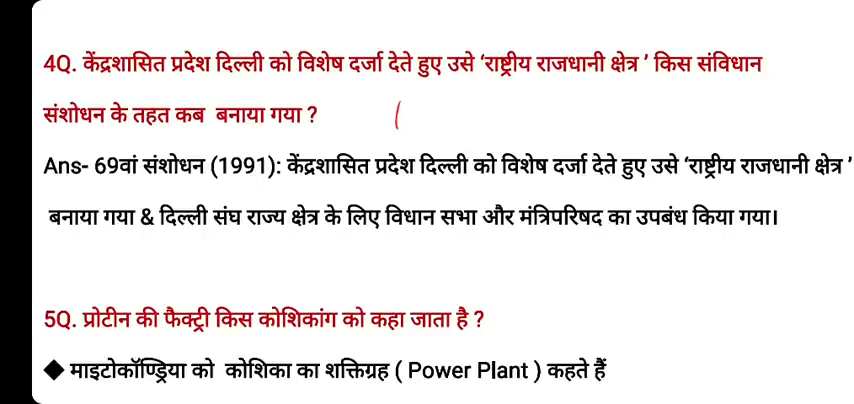 4Q. केंद्रशासित प्रदेश दिल्ली को विशेष दर्जा देते हुए उसे ‘राष्ट्रीय राजधानी क्षेत्र ’ किस संविधान
संशोधन के तहत कब बनाया गया ?
Ans- 69वां संशोधन (1991): केंद्रशासित प्रदेश दिल्ली को विशेष दर्जा देते हुए उसे ‘राष्ट्रीय राजधानी क्षेत्र ’
बनाया गया & दिल्ली संघ राज्य क्षेत्र के लिए विधान सभा और मंत्रिपरिषद का उपबंध किया गया।
5Q. प्रोटीन की फैक्ट्री किस कोशिकांग को कहा जाता है ?
◆ माइटोकॉण्ड्रिया को कोशिका का शक्तिग्रह ( Power Plant ) कहते हैं